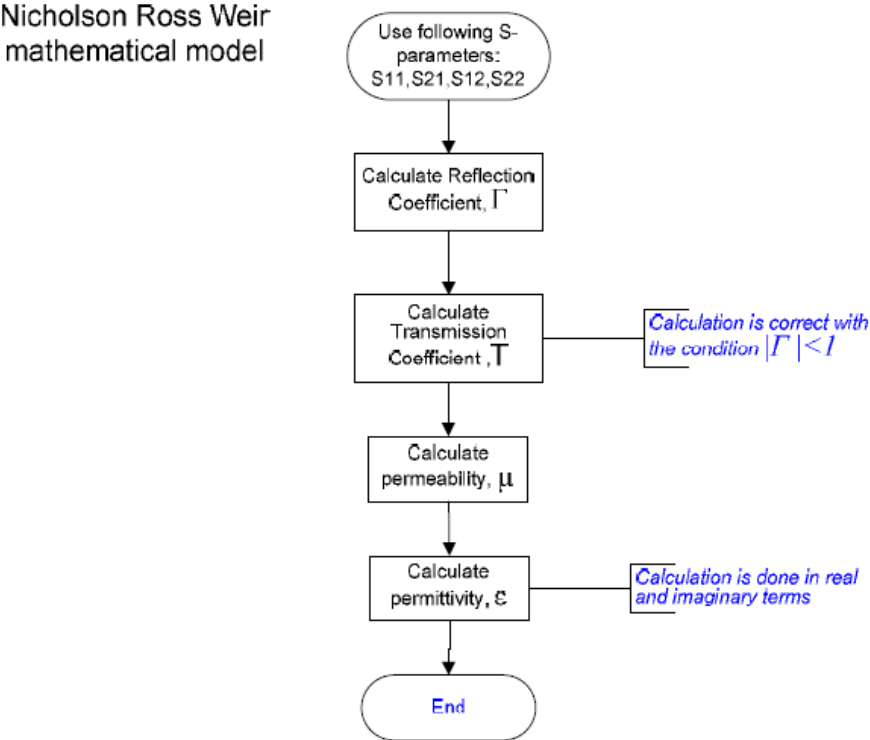 Nicholson Ross Weir
mathematical model
Use following S-
parameters:
S11,S21,S12,S22
Calculate Reflection
Coefficient, Γ
Calculate
Transmission
Coefficient ,T
Calculation is correct with
the condition |Γ |<1
Calculate
permeability, μ
Calculate
permittivity, ε
Calculation is done in real
and imaginary terms
End